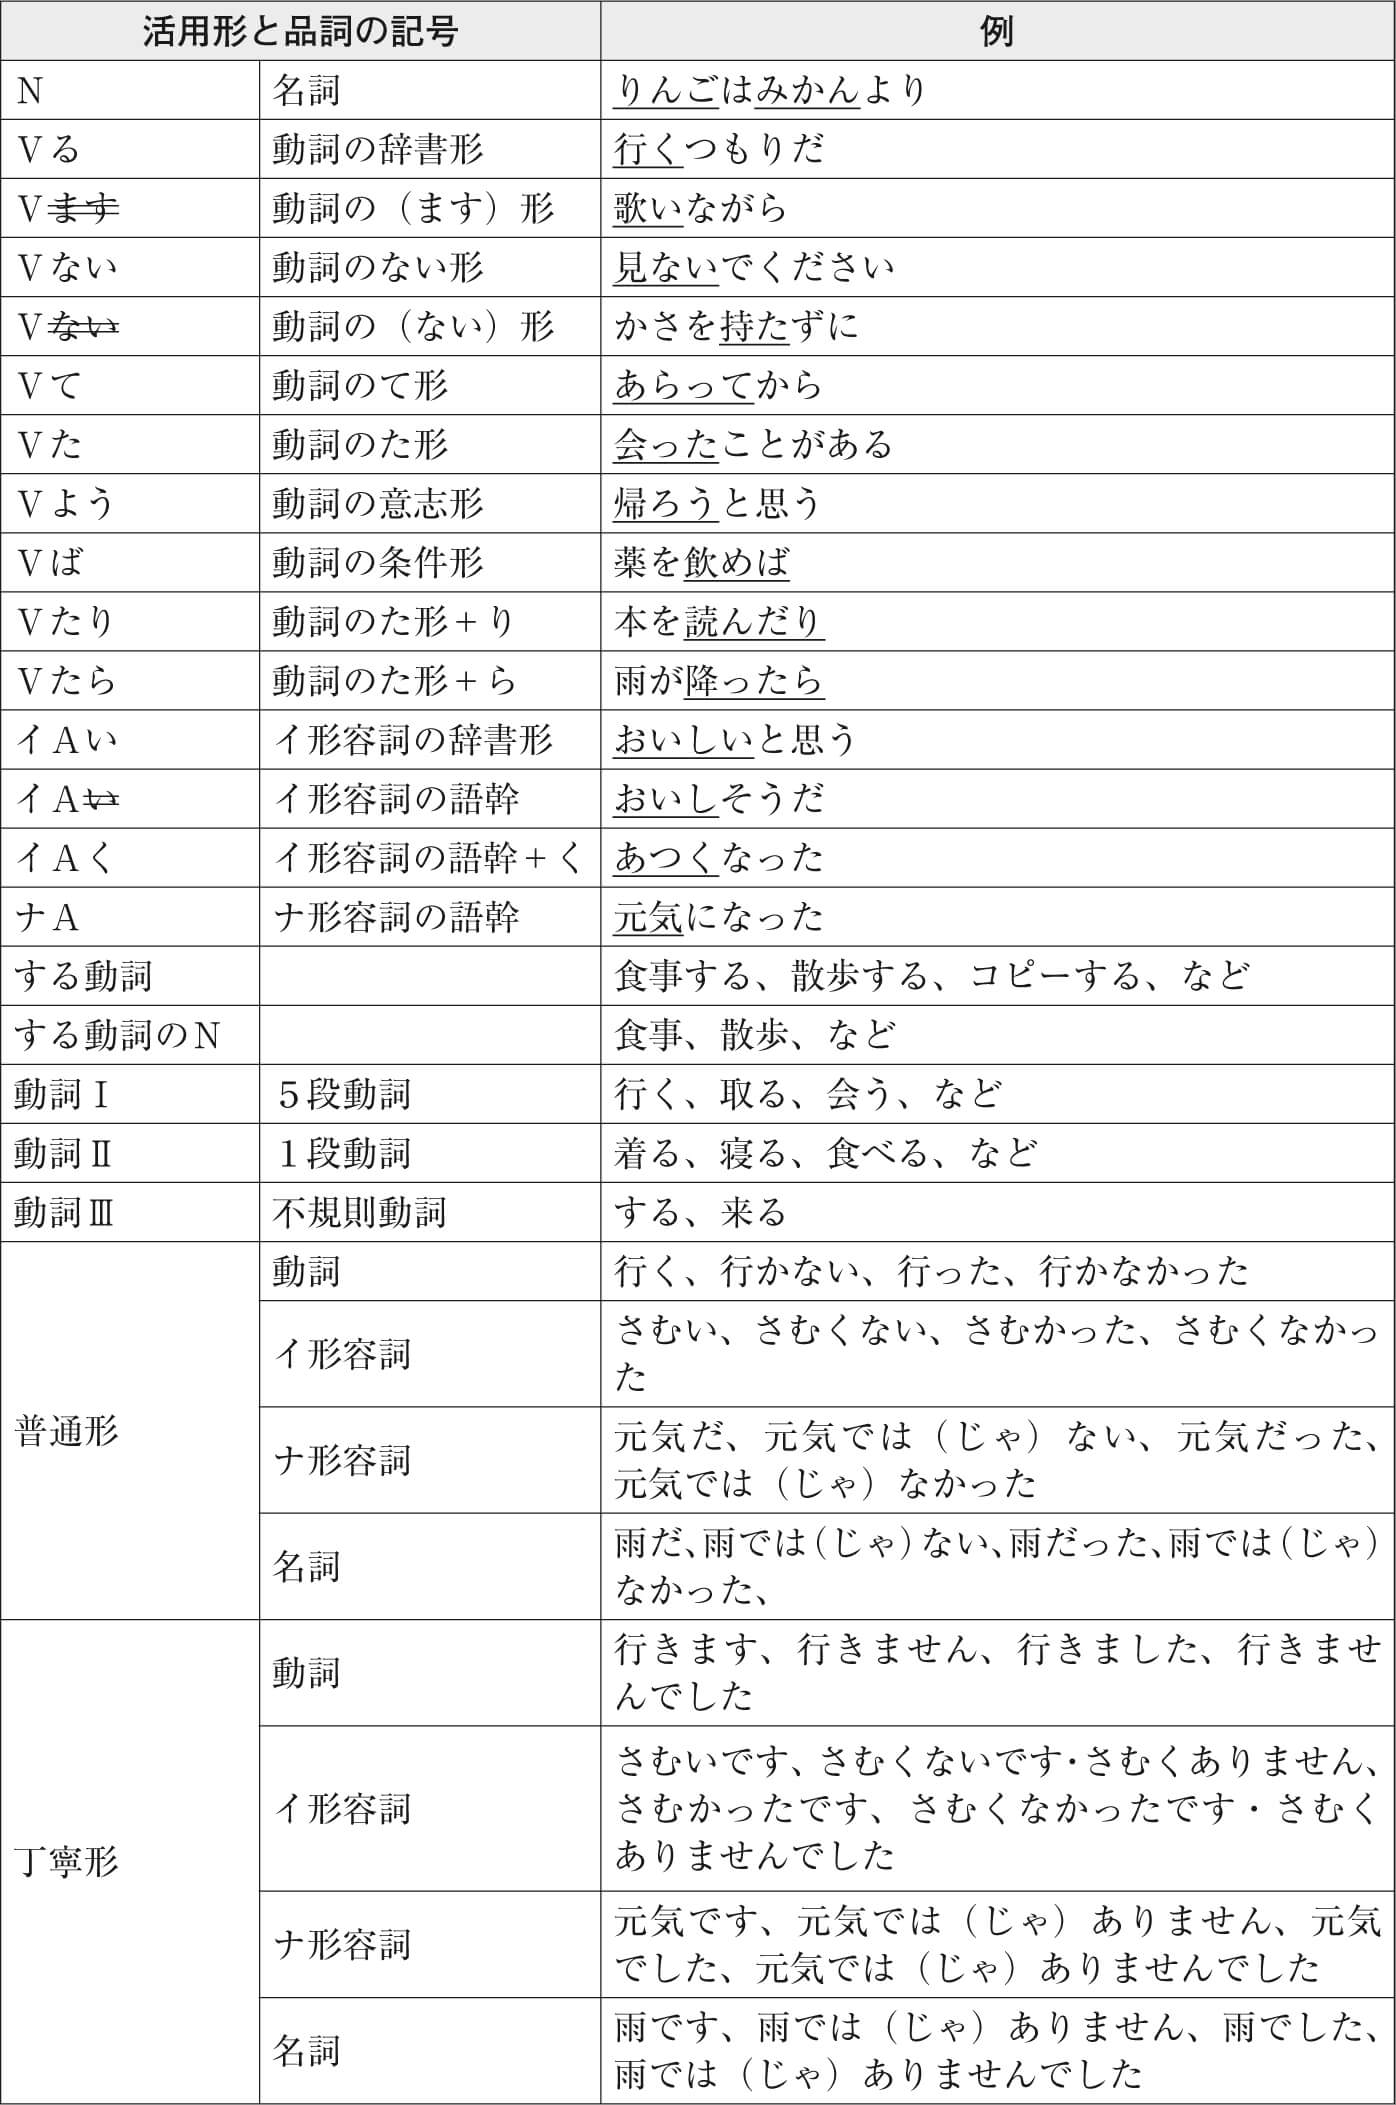 活用形と品詞の記号 例
N 名詞 りんごはみかんより
Vる 動詞の辞書形 行くつもりだ
Vます 動詞の（ます）形 歌いながら
Vない 動詞のない形 見ないでください
Vない 動詞の（ない）形 かさを持たずに
Vて 動詞のて形 あらってから
Vた 動詞のた形 会ったことがある
Vよう 動詞の意志形 帰ろうと思う
Vば 動詞の条件形 薬を飲めば
Vたり 動詞のた形+り 本を読んだり
Vたら 動詞のた形+ら 雨が降ったら
イAい イ形容詞の辞書形 おいしいと思う
イAい イ形容詞の語幹 おいしそうだ
イAく イ形容詞の語幹+く あつくなった
ナA ナ形容詞の語幹 元気になった
する動詞 食事する、散歩する、コピーする、など
する動詞のN 食事、散歩、など
動詞Ⅰ 5段動詞 行く、取る、会う、など
動詞Ⅱ 1段動詞 着る、寝る、食べる、など
動詞Ⅲ 不規則動詞 する、来る
普通形
動詞 行く、行かない、行った、行かなかった
イ形容詞 さむい、さむくない、さむかった、さむくなかっ
た
ナ形容詞 元気だ、元気では（じゃ）ない、元気だった、
元気では（じゃ）なかった
名詞 雨だ、雨では（じゃ）ない、雨だった、雨では（じゃ）
なかった、
丁寧形
動詞 行きます、行きません、行きました、行きませ
んでした
イ形容詞 さむいです、さむくないです・さむくありません、
さむかったです、さむくなかったです・さむく
ありませんでした
ナ形容詞 元気です、元気では（じゃ）ありません、元気
でした、元気では（じゃ）ありませんでした
名詞 雨です、雨では（じゃ）ありません、雨でした、
雨では（じゃ）ありませんでした